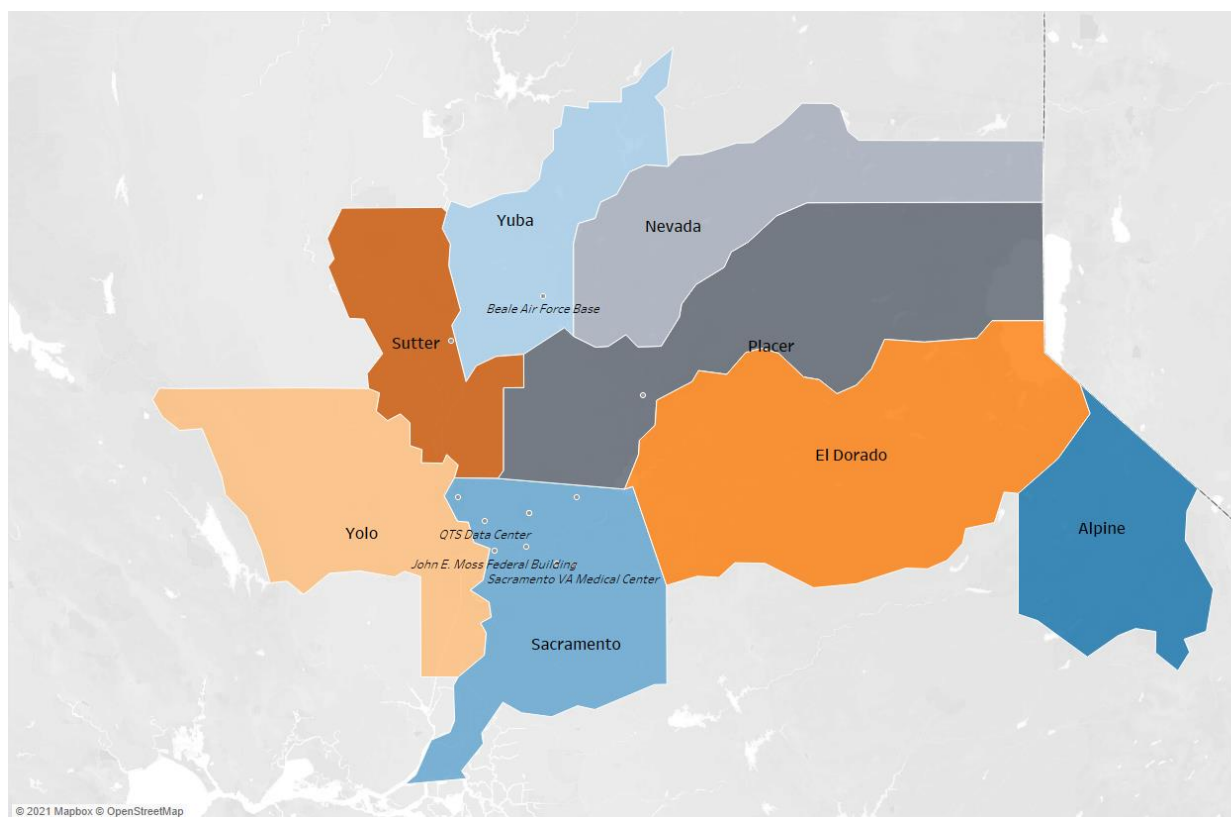 Yuba
Nevada
Beale Air Force Base
Sutter
Placer
El Dorado
Yolo
QTS Data Center
Alpine
John E. Moss Federal Building
Sacramento VA Medical Center
Sacramento
© 2021 Mapbox © OpenStreetMap